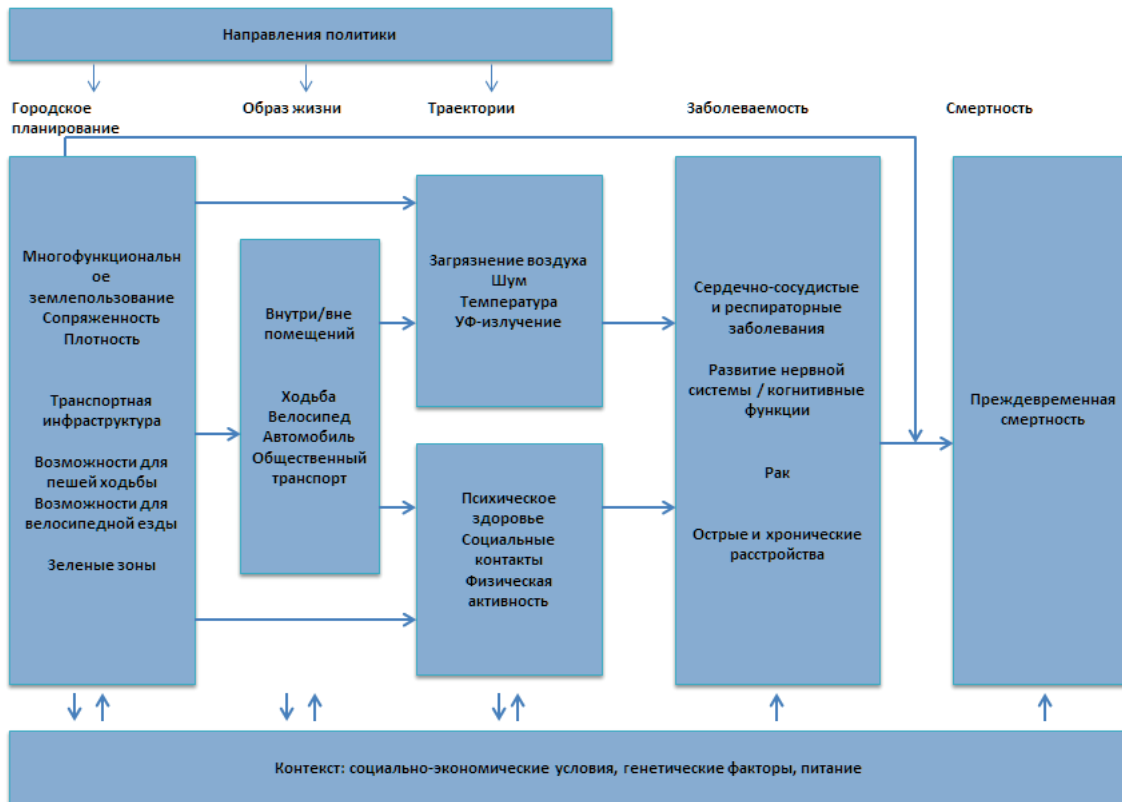 Направления политики
Городское
планирование
Образ жизни
Траектории
Заболеваемость
Смертность
Многофункциональн
ое
землепользование
Сопряженность
Плотность
Транспортная
инфраструктура
Возможности для
пешей ходьбы
Возможности для
велосипедной езды
Зеленые зоны
Внутри/вне
помещений
Ходьба
Велосипед
Автомобиль
Общественный
транспорт
Загрязнение воздуха
Шум
Температура
УФ-излучение
Психическое
здоровье
Социальные
контакты
Физическая
активность
Сердечно-сосудистые
и респираторные
заболевания
Развитие нервной
системы / когнитивные
функции
Рак
Острые и хронические
расстройства
Преждевременная
смертность
Контекст: социально-экономические условия, генетические факторы, питание